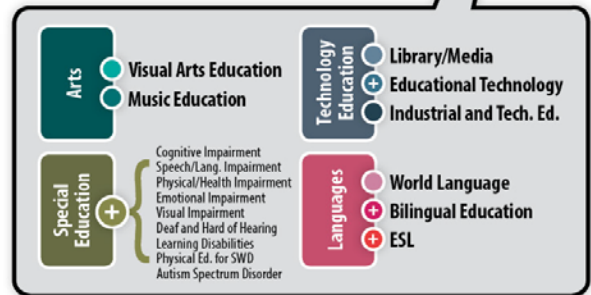 Arts
Visual Arts Education
Music Education
Technology
Education
Library/Media
+ Educational Technology
Industrial and Tech. Ed.
Special
Education
+
Cognitive Impairment
Speech/Lang. Impairment
Physical/Health Impairment
Emotional Impairment
Visual Impairment
Deaf and Hard of Hearing
Learning Disabilities
Physical Ed. for SWD
Autism Spectrum Disorder
Languages
World Language
+ Bilingual Education
+ ESL